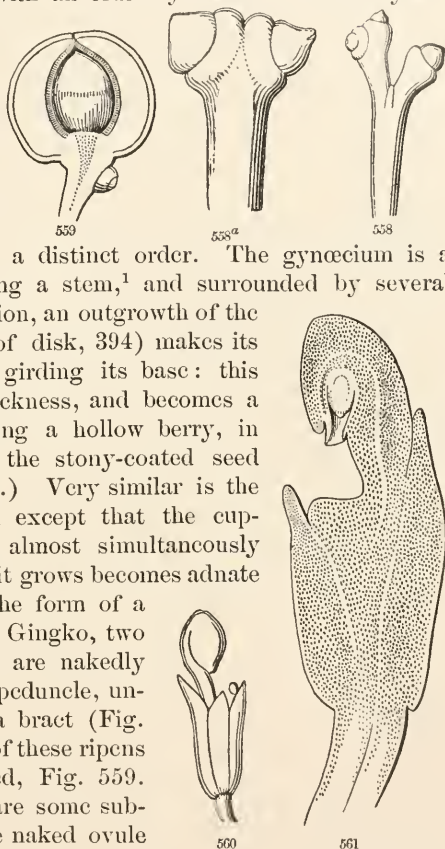 559 558ª 558
a distinct order. The gynœcium is a
ng a stem,¹ and surrounded by several
ion, an outgrowth of the
of disk, 394) makes its
girding its base: this
ckness, and becomes a
ng a hollow berry, in
the stony-coated seed
.) Very similar is the
except that the cup-
almost simultaneously
it grows becomes adnate
he form of a
Gingko, two
are nakedly
peduncle, un-
a bract (Fig.
of these ripens
ed, Fig. 559.
are some sub-
e naked ovule
560 561